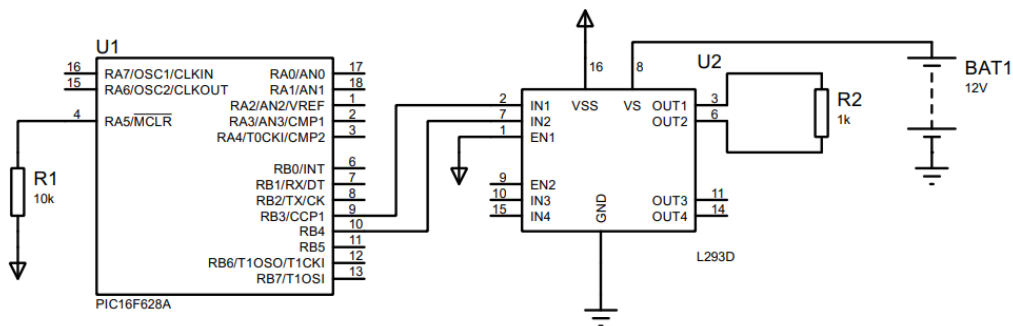 U1
16 RA7/OSC1/CLKIN RA0/AN0 17
15 RA6/OSC2/CLKOUT RA1/AN1 18
RA2/AN2/VREF 1
4 RA5/MCLR RA3/AN3/CMP1 2
RA4/T0CKI/CMP2 3
RB0/INT 6
RB1/RX/DT 7
RB2/TX/CK 8
RB3/CCP1 9
RB4 10
RB5 11
RB6/T1OSO/T1CKI 12
RB7/T1OSI 13
PIC16F628A
R1
10k
16 8 U2
2 IN1 VSS VS OUT1 3
7 IN2 OUT2 6
1 EN1
9 EN2
10 IN3 OUT3 11
15 IN4 OUT4 14
GND
L293D
R2
1k
BAT1
12V